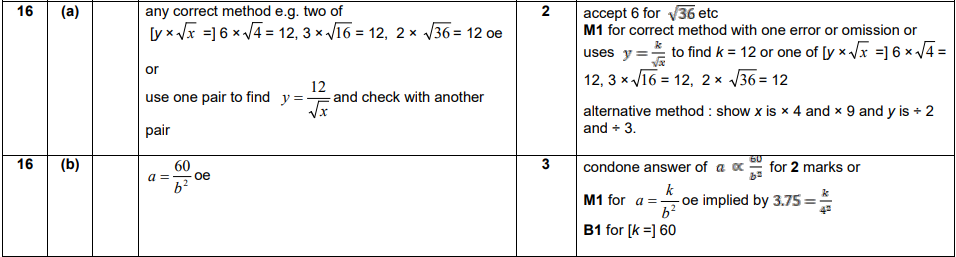 16 (a) any correct method e.g. two of 2 accept 6 for √36 etc
[y × √x =] 6 × √4 = 12, 3 × √16 = 12, 2 × √36 = 12 oe M1 for correct method with one error or omission or
uses y = k/√x to find k = 12 or one of [y × √x =] 6 × √4 =
or 12, 3 × √16 = 12, 2 × √36 = 12
use one pair to find y = 12/√x and check with another
pair alternative method : show x is × 4 and × 9 and y is ÷ 2
and ÷ 3.
16 (b) a = 60/b² oe 3 condone answer of a ∝ 60/b² for 2 marks or
M1 for a = k/b² oe implied by 3.75 = k/4²
B1 for [k =] 60